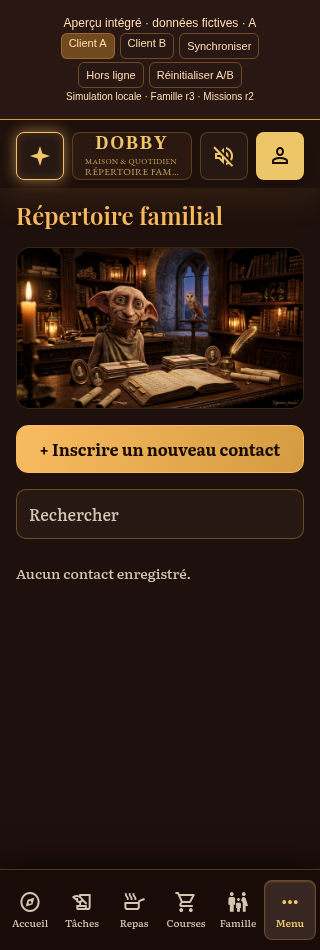 Aperçu intégré · données fictives · A
Client A
Client B
Synchroniser
Hors ligne
Réinitialiser A/B
Simulation locale · Famille r3 · Missions r2
DOBBY
MAISON & QUOTIDIEN
RÉPERTOIRE FAM…
Répertoire familial
+ Inscrire un nouveau contact
Rechercher
Aucun contact enregistré.
Accueil
Tâches
Repas
Courses
Famille
Menu